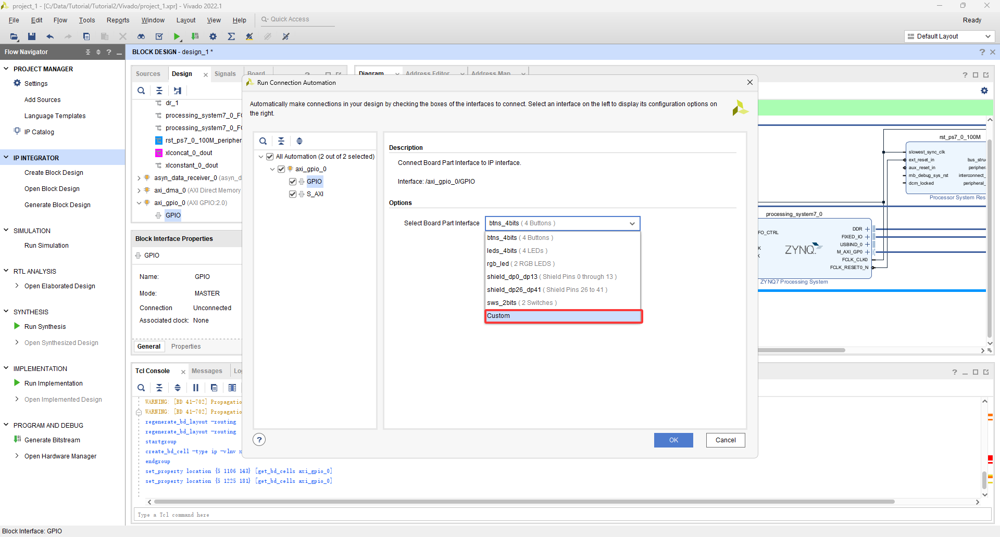 project_1 - [C:/Data/Tutorial/Tutorial2/Vivado/project_1.xpr] - Vivado 2022.1
File Edit Flow Tools Reports Window Layout View Help Quick Access Ready
Default Layout
Flow Navigator
BLOCK DESIGN - design_1 *
PROJECT MANAGER
Settings
Add Sources
Language Templates
IP Catalog
IP INTEGRATOR
Create Block Design
Open Block Design
Generate Block Design
SIMULATION
Run Simulation
RTL ANALYSIS
Open Elaborated Design
SYNTHESIS
Run Synthesis
Open Synthesized Design
IMPLEMENTATION
Run Implementation
Open Implemented Design
PROGRAM AND DEBUG
Generate Bitstream
Open Hardware Manager
Sources Design Signals Board
dr_1
processing_system7_0_FC
processing_system7_0_FC
rst_ps7_0_100M_peripher
xlconcat_0_dout
xlconstant_0_dout
asyn_data_receiver_0 (asyn_d
axi_dma_0 (AXI Direct Memory
axi_gpio_0 (AXI GPIO:2.0)
GPIO
Block Interface Properties
GPIO
Name: GPIO
Mode: MASTER
Connection Unconnected
Associated clock: None
General Properties
Diagram Address Editor Address Map
Run Connection Automation
Automatically make connections in your design by checking the boxes of the interfaces to connect. Select an interface on the left to display its configuration options on
the right.
All Automation (2 out of 2 selected)
axi_gpio_0
GPIO
S_AXI
Description
Connect Board Part Interface to IP interface.
Interface: /axi_gpio_0/GPIO
Options
Select Board Part Interface btns_4bits ( 4 Buttons )
btns_4bits ( 4 Buttons )
leds_4bits ( 4 LEDs )
rgb_led ( 2 RGB LEDS )
shield_dp0_dp13 ( Shield Pins 0 through 13 )
shield_dp26_dp41 ( Shield Pins 26 to 41 )
sws_2bits ( 2 Switches )
Custom
? OK Cancel
rst_ps7_0_100M
slowest_sync_clk
ext_reset_in bus_stru
aux_reset_in peripher
mb_debug_sys_rst interconnect_
dcm_locked peripheral_
Processor System Res
processing_system7_0
DDR
FO_CTRL
FIXED_IO
USBIND_0
K M_AXI_GP0
K
FCLK_CLK0
FCLK_RESET0_N
ZYNQ
ZYNQ7 Processing System
Tcl Console Messages Lo
WARNING: [BD 41-702] Propagatio
WARNING: [BD 41-702] Propagatio
regenerate_bd_layout -routing
regenerate_bd_layout -routing
startgroup
create_bd_cell -type ip -vlnv x
endgroup
set_property location {5 1106 143} [get_bd_cells axi_gpio_0]
set_property location {5 1225 181} [get_bd_cells axi_gpio_0]
Type a Tcl command here
Block Interface: GPIO